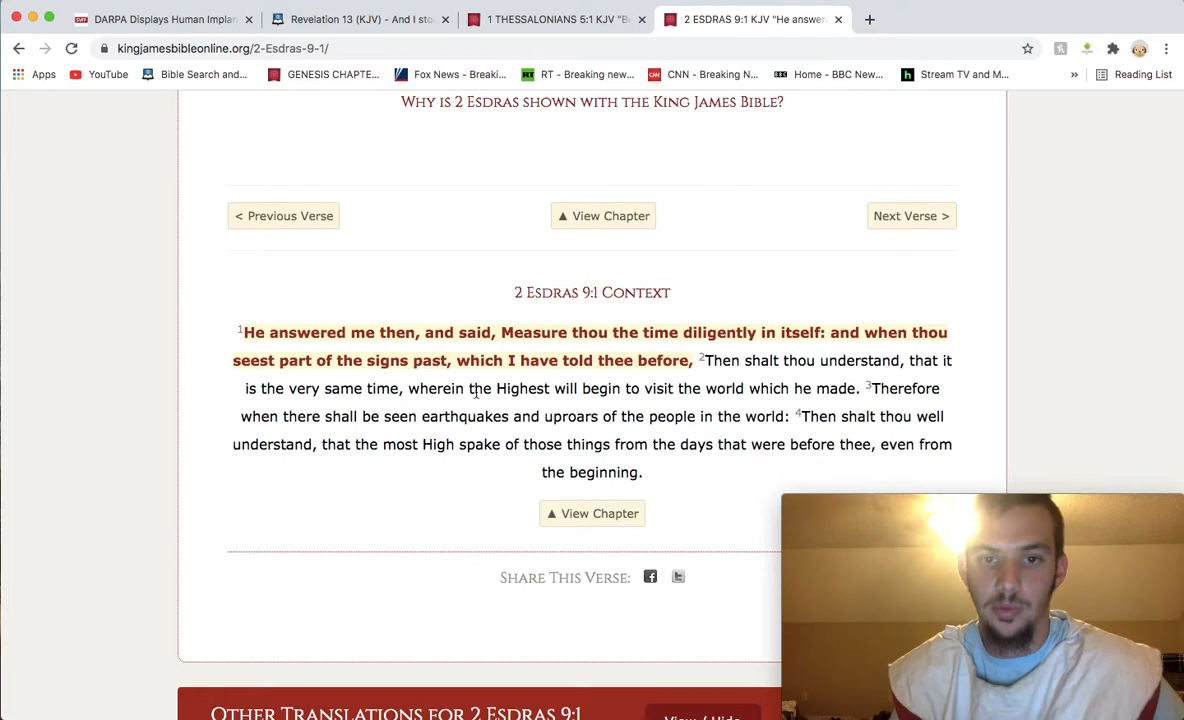 DARPA Displays Human Implan
Revelation 13 (KJV) - And I sto
1 THESSALONIANS 5:1 KJV "B
2 ESDRAS 9:1 KJV "He answer
kingjamesbibleonline.org/2-Esdras-9-1/
Apps YouTube Bible Search and... GENESIS CHAPTE... Fox News - Breaki... RT - Breaking new... CNN - Breaking N... Home - BBC New... Stream TV and M... » Reading List
Why is 2 Esdras shown with the King James Bible?
< Previous Verse ▲ View Chapter Next Verse >
2 Esdras 9:1 Context
1He answered me then, and said, Measure thou the time diligently in itself: and when thou
seest part of the signs past, which I have told thee before, 2Then shalt thou understand, that it
is the very same time, wherein the Highest will begin to visit the world which he made. 3Therefore
when there shall be seen earthquakes and uproars of the people in the world: 4Then shalt thou well
understand, that the most High spake of those things from the days that were before thee, even from
the beginning.
▲ View Chapter
Share This Verse:
Other Translations for 2 Esdras 9:1
View / Hide